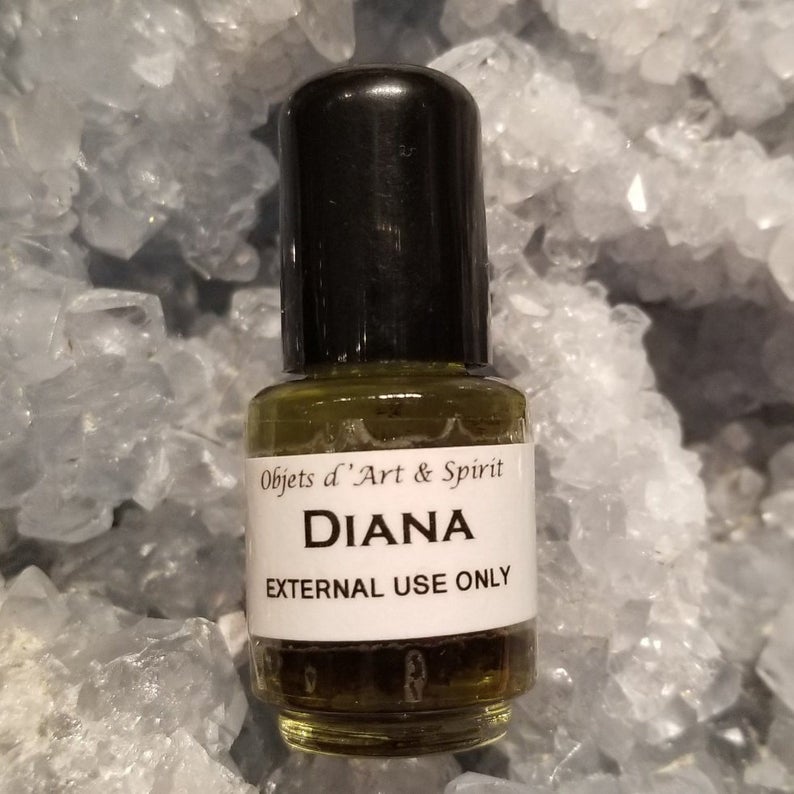 Objets d'Art & Spirit
DIANA
EXTERNAL USE ONLY